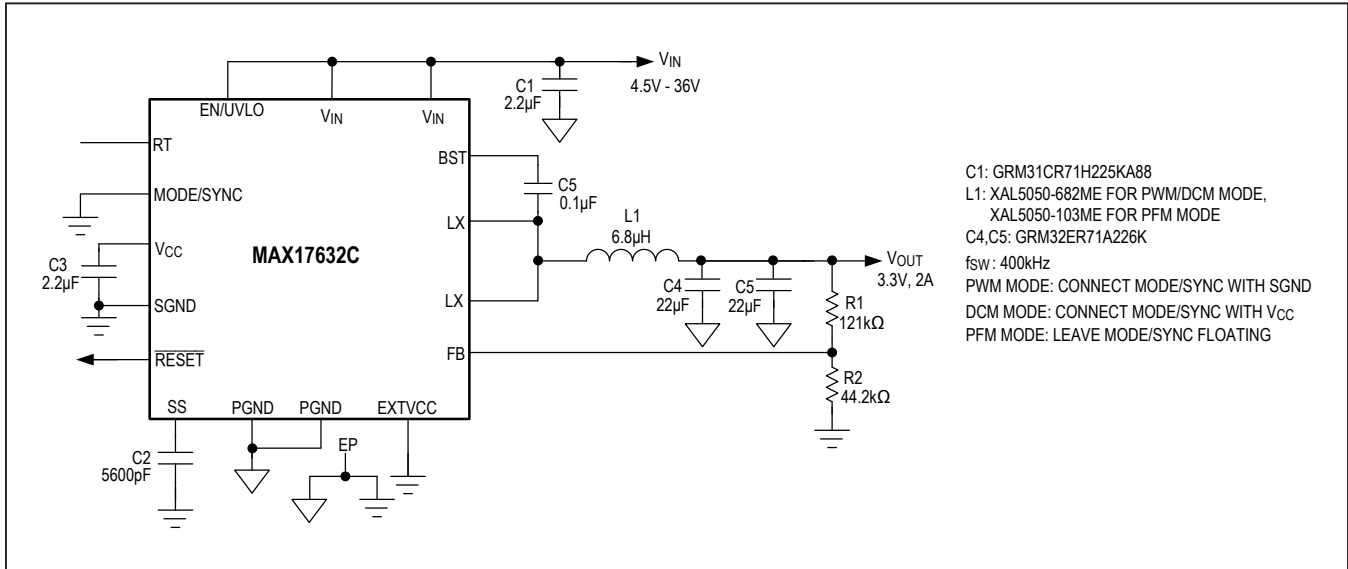 VIN
4.5V - 36V
C1
2.2µF
EN/UVLO
VIN
VIN
RT
BST
MODE/SYNC
C5
0.1µF
LX
L1
6.8µH
VCC
MAX17632C
C3
2.2µF
VOUT
3.3V, 2A
C4
22µF
C5
22µF
R1
121kΩ
SGND
LX
RESET
FB
R2
44.2kΩ
SS
PGND
PGND
EXTVCC
EP
C2
5600pF
C1: GRM31CR71H225KA88
L1: XAL5050-682ME FOR PWM/DCM MODE,
XAL5050-103ME FOR PFM MODE
C4,C5: GRM32ER71A226K
fSW : 400kHz
PWM MODE: CONNECT MODE/SYNC WITH SGND
DCM MODE: CONNECT MODE/SYNC WITH VCC
PFM MODE: LEAVE MODE/SYNC FLOATING